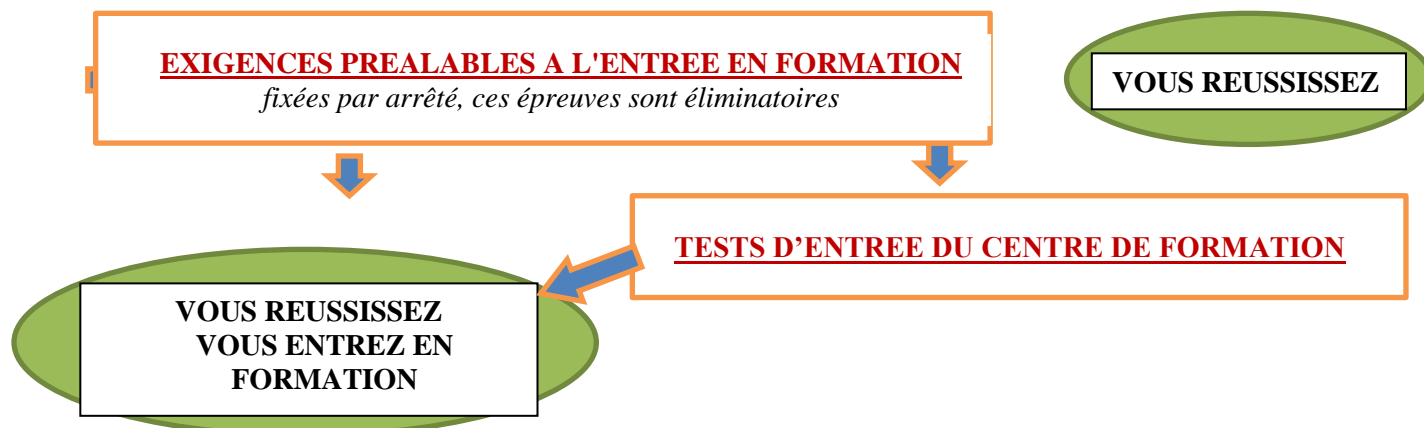 EXIGENCES PREALABLES A L'ENTREE EN FORMATION
fixées par arrêté, ces épreuves sont éliminatoires
VOUS REUSSISSEZ
TESTS D’ENTREE DU CENTRE DE FORMATION
VOUS REUSSISSEZ
VOUS ENTREZ EN
FORMATION